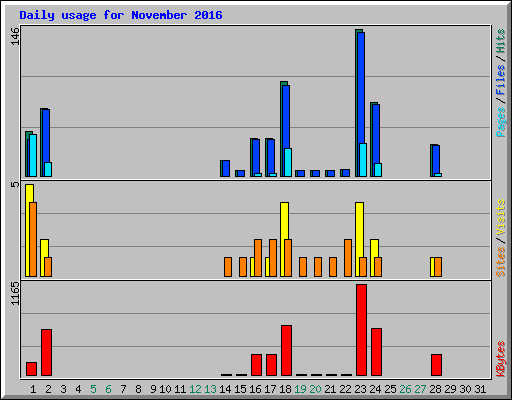 Daily usage for November 2016
146
Pages / Files / Hits
5
Sites / Visits
1165
KBytes
1 2 3 4 5 6 7 8 9 10 11 12 13 14 15 16 17 18 19 20 21 22 23 24 25 26 27 28 29 30 31